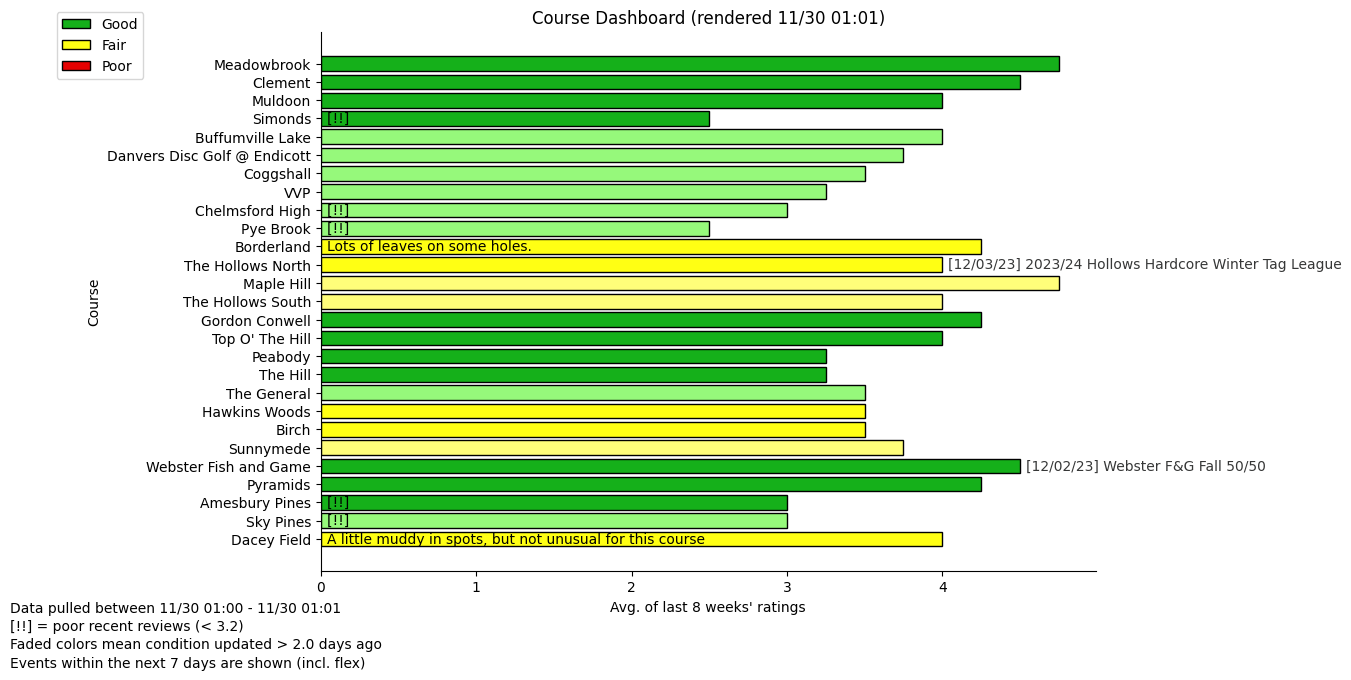 Good
Fair
Poor
Course Dashboard (rendered 11/30 01:01)
Course
Meadowbrook
Clement
Muldoon
Simonds [!!]
Buffumville Lake
Danvers Disc Golf @ Endicott
Coggshall
VVP
Chelmsford High [!!]
Pye Brook [!!]
Borderland Lots of leaves on some holes.
The Hollows North [12/03/23] 2023/24 Hollows Hardcore Winter Tag League
Maple Hill
The Hollows South
Gordon Conwell
Top O' The Hill
Peabody
The Hill
The General
Hawkins Woods
Birch
Sunnymede
Webster Fish and Game [12/02/23] Webster F&G Fall 50/50
Pyramids
Amesbury Pines [!!]
Sky Pines [!!]
Dacey Field A little muddy in spots, but not unusual for this course
0 1 2 3 4
Avg. of last 8 weeks' ratings
Data pulled between 11/30 01:00 - 11/30 01:01
[!!] = poor recent reviews (< 3.2)
Faded colors mean condition updated > 2.0 days ago
Events within the next 7 days are shown (incl. flex)